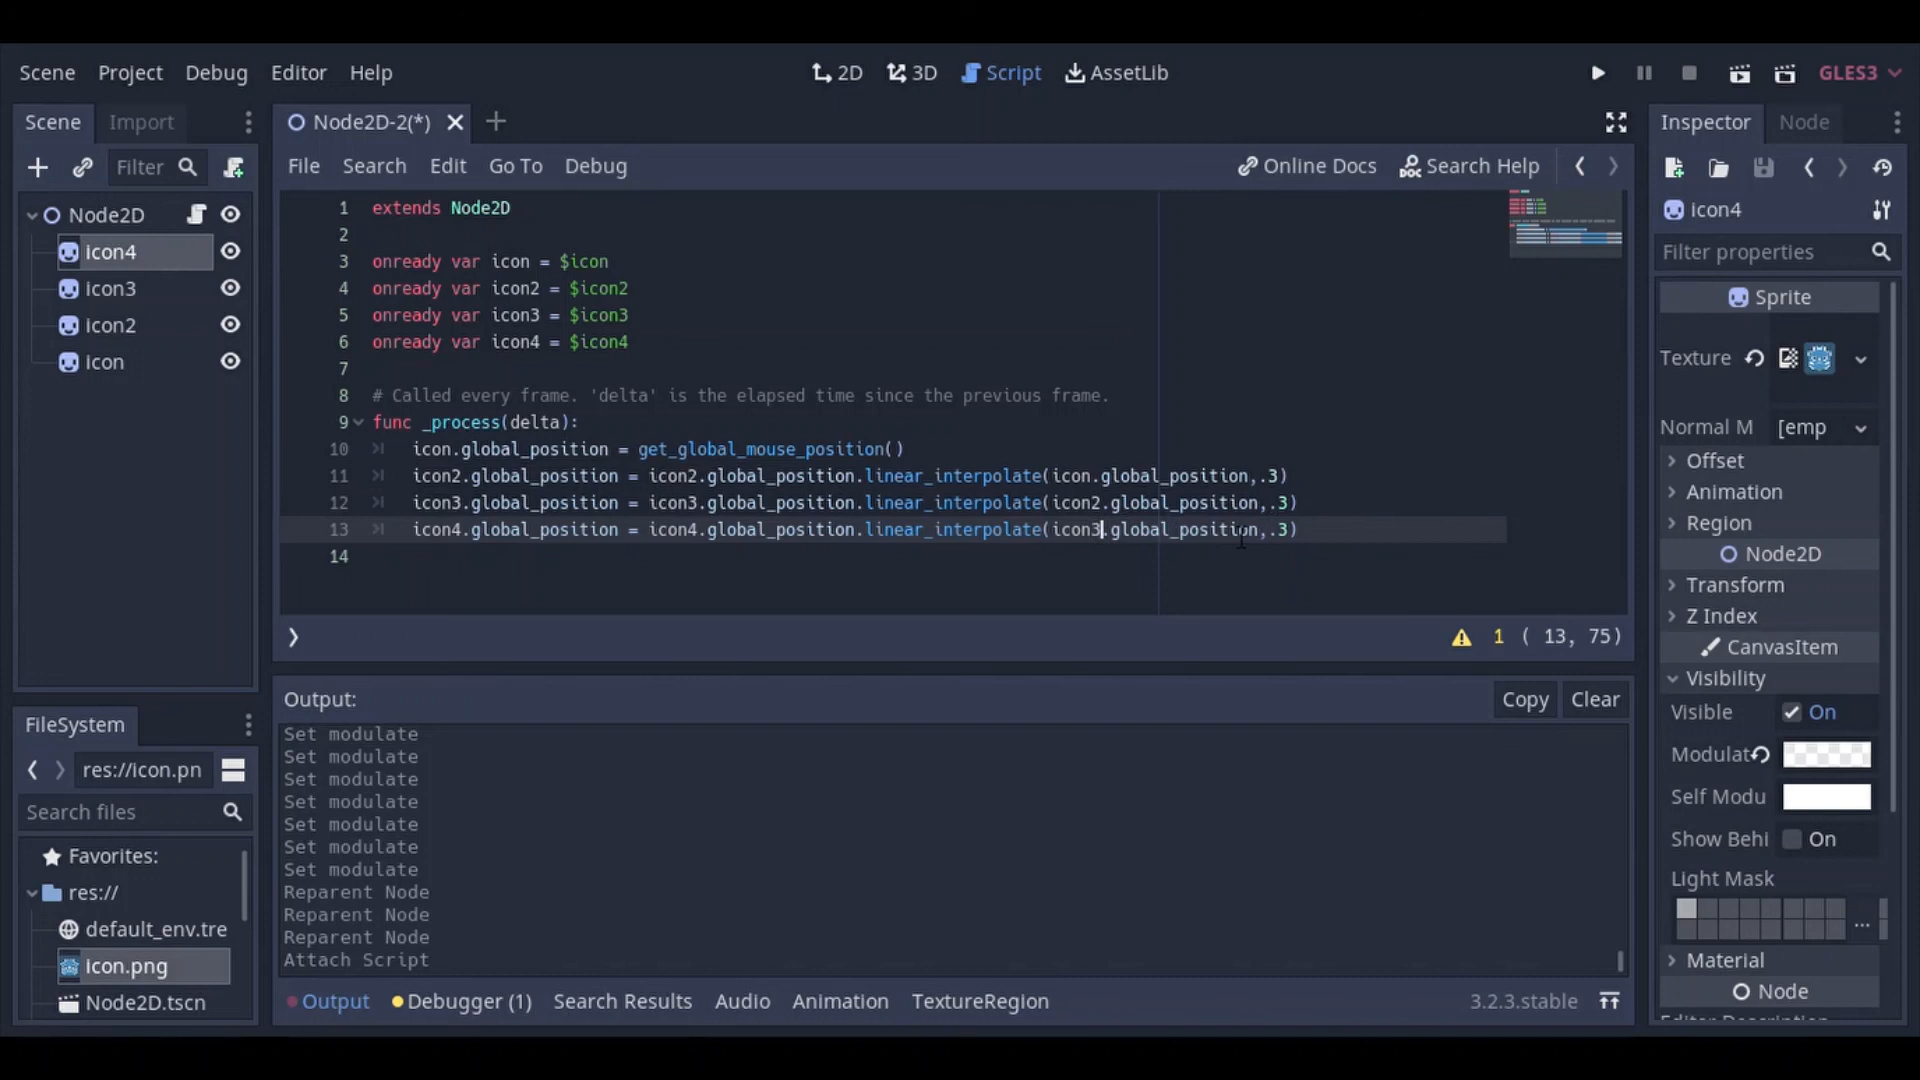 Scene Project Debug Editor Help 2D 3D Script AssetLib GLES3
Scene Import
Filter
Node2D
icon4
icon3
icon2
icon
FileSystem
res://icon.pn
Search files
Favorites:
res://
default_env.tre
icon.png
Node2D.tscn
Node2D-2(*)
File Search Edit Go To Debug Online Docs Search Help
1 extends Node2D
2
3 onready var icon = $icon
4 onready var icon2 = $icon2
5 onready var icon3 = $icon3
6 onready var icon4 = $icon4
7
8 # Called every frame. 'delta' is the elapsed time since the previous frame.
9 func _process(delta):
10 icon.global_position = get_global_mouse_position()
11 icon2.global_position = icon2.global_position.linear_interpolate(icon.global_position,.3)
12 icon3.global_position = icon3.global_position.linear_interpolate(icon2.global_position,.3)
13 icon4.global_position = icon4.global_position.linear_interpolate(icon3.global_position,.3)
14
1 ( 13, 75)
Output: Copy Clear
Set modulate
Set modulate
Set modulate
Set modulate
Set modulate
Set modulate
Set modulate
Reparent Node
Reparent Node
Reparent Node
Attach Script
Output Debugger (1) Search Results Audio Animation TextureRegion 3.2.3.stable
Inspector Node
icon4
Filter properties
Sprite
Texture
Normal M [emp
Offset
Animation
Region
Node2D
Transform
Z Index
CanvasItem
Visibility
Visible On
Modulat
Self Modu
Show Behi On
Light Mask
...
Material
Node
Editor Description